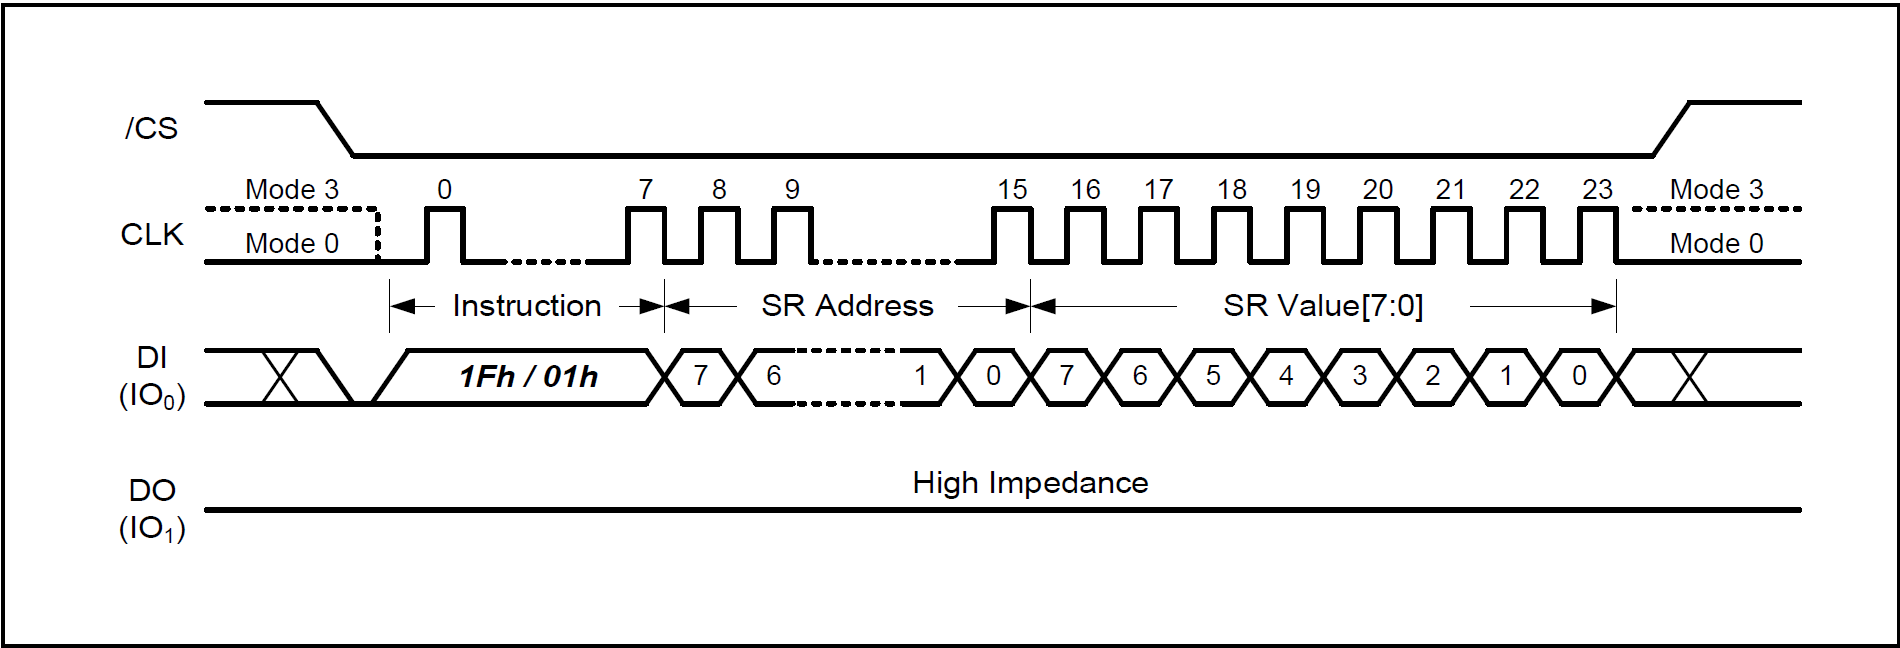 /CS
Mode 3 0 7 8 9 15 16 17 18 19 20 21 22 23 Mode 3
CLK
Mode 0 Mode 0
Instruction SR Address SR Value[7:0]
DI
(IO₀)
1Fh / 01h 7 6 1 0 7 6 5 4 3 2 1 0
High Impedance
DO
(IO₁)